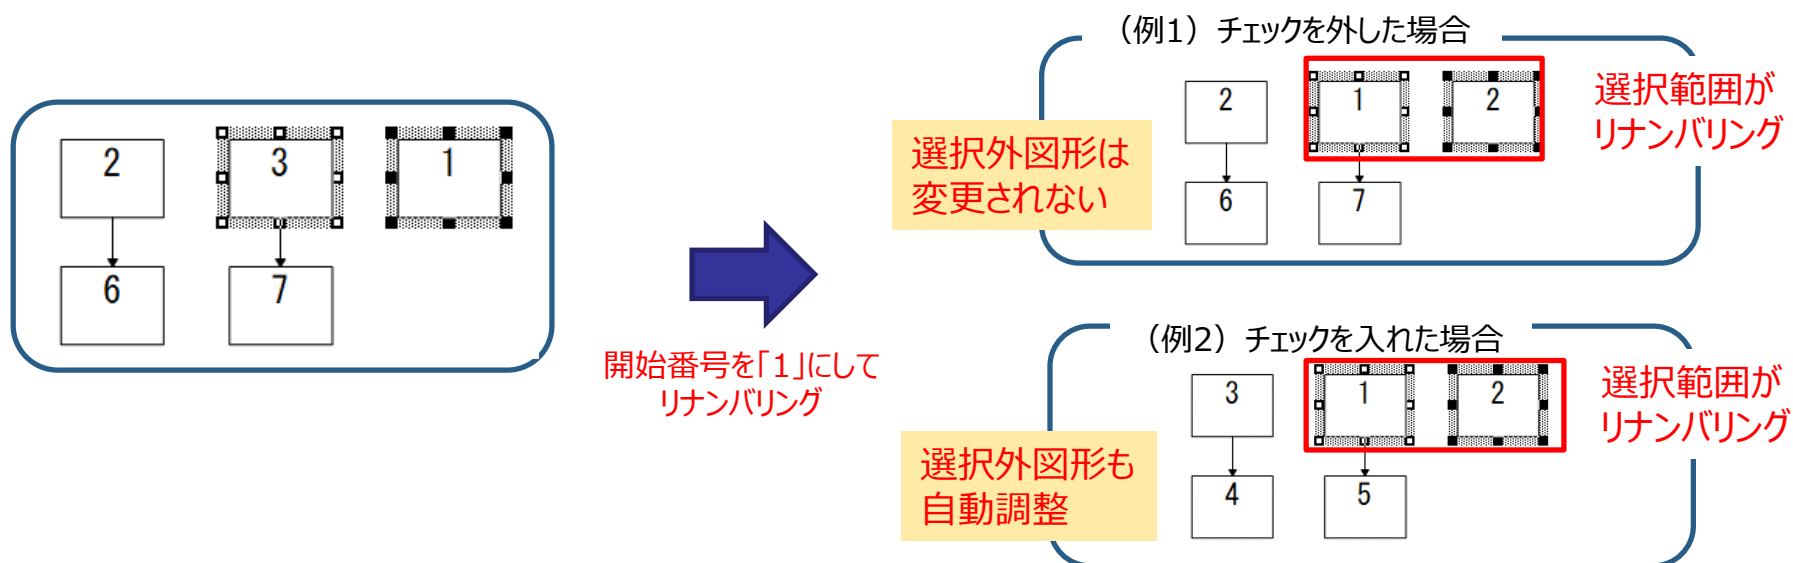 2
3
1
6
7
開始番号を「1」にして
リナンバリング
（例1）チェックを外した場合
2
1
2
6
7
選択外図形は
変更されない
選択範囲が
リナンバリング
（例2）チェックを入れた場合
3
1
2
4
5
選択外図形も
自動調整
選択範囲が
リナンバリング